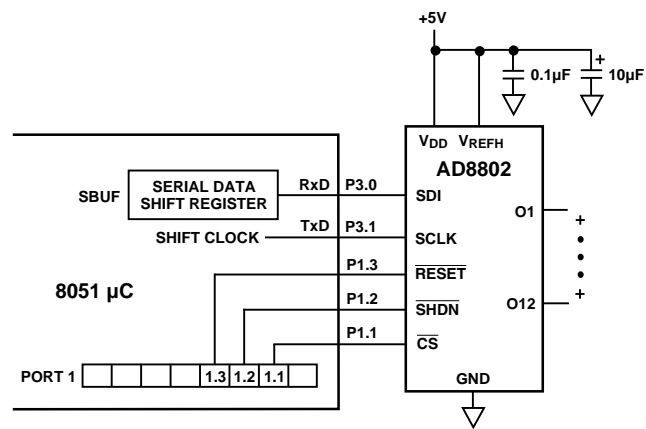 +5V
+
0.1µF 10µF
VDD VREFH
AD8802
SBUF SERIAL DATA SHIFT REGISTER RxD P3.0 SDI
O1
SHIFT CLOCK TxD P3.1 SCLK
+
P1.3 RESET
8051 µC
P1.2 SHDN
+
O12
P1.1 CS
PORT 1 1.3 1.2 1.1
GND